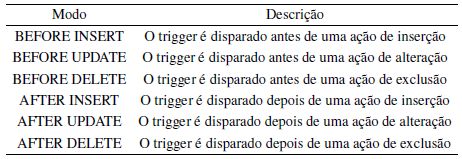 Modo Descrição
BEFORE INSERT O trigger é disparado antes de uma ação de inserção
BEFORE UPDATE O trigger é disparado antes de uma ação de alteração
BEFORE DELETE O trigger é disparado antes de uma ação de exclusão
AFTER INSERT O trigger é disparado depois de uma ação de inserção
AFTER UPDATE O trigger é disparado depois de uma ação de alteração
AFTER DELETE O trigger é disparado depois de uma ação de exclusão